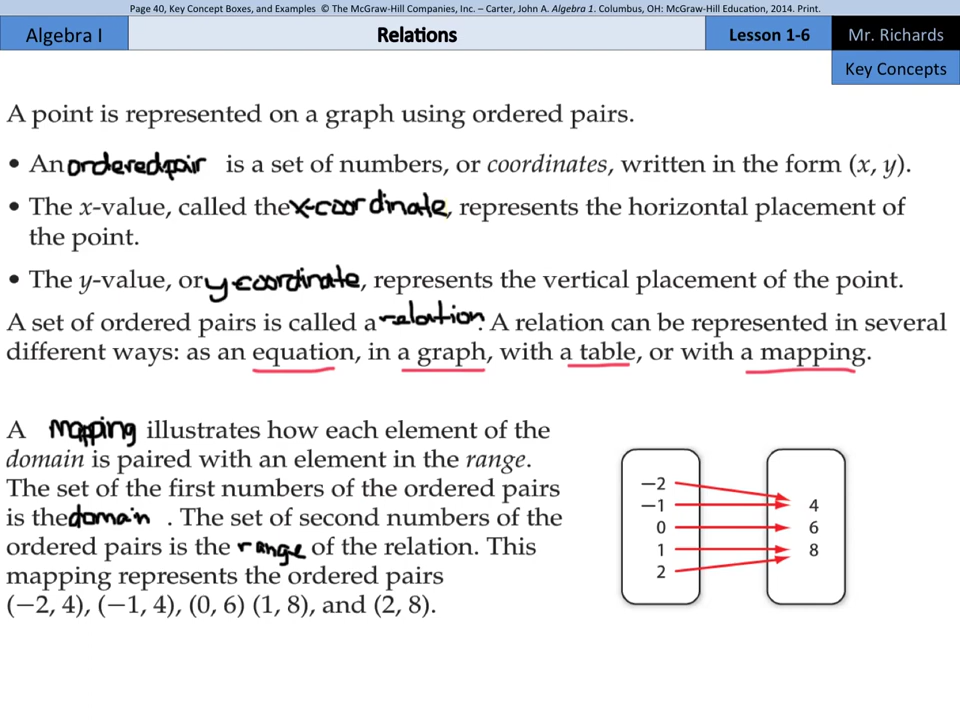 Page 40, Key Concept Boxes, and Examples © The McGraw-Hill Companies, Inc. – Carter, John A. Algebra 1. Columbus, OH: McGraw-Hill Education, 2014. Print.
Algebra I Relations Lesson 1-6 Mr. Richards
Key Concepts
A point is represented on a graph using ordered pairs.
• An ordered pair is a set of numbers, or coordinates, written in the form (x, y).
• The x-value, called the x-coordinate, represents the horizontal placement of
the point.
• The y-value, or y-coordinate, represents the vertical placement of the point.
A set of ordered pairs is called a relation. A relation can be represented in several
different ways: as an equation, in a graph, with a table, or with a mapping.
A mapping illustrates how each element of the
domain is paired with an element in the range.
The set of the first numbers of the ordered pairs
is the domain . The set of second numbers of the
ordered pairs is the range of the relation. This
mapping represents the ordered pairs
(−2, 4), (−1, 4), (0, 6) (1, 8), and (2, 8).
−2
−1 4
0 6
1 8
2